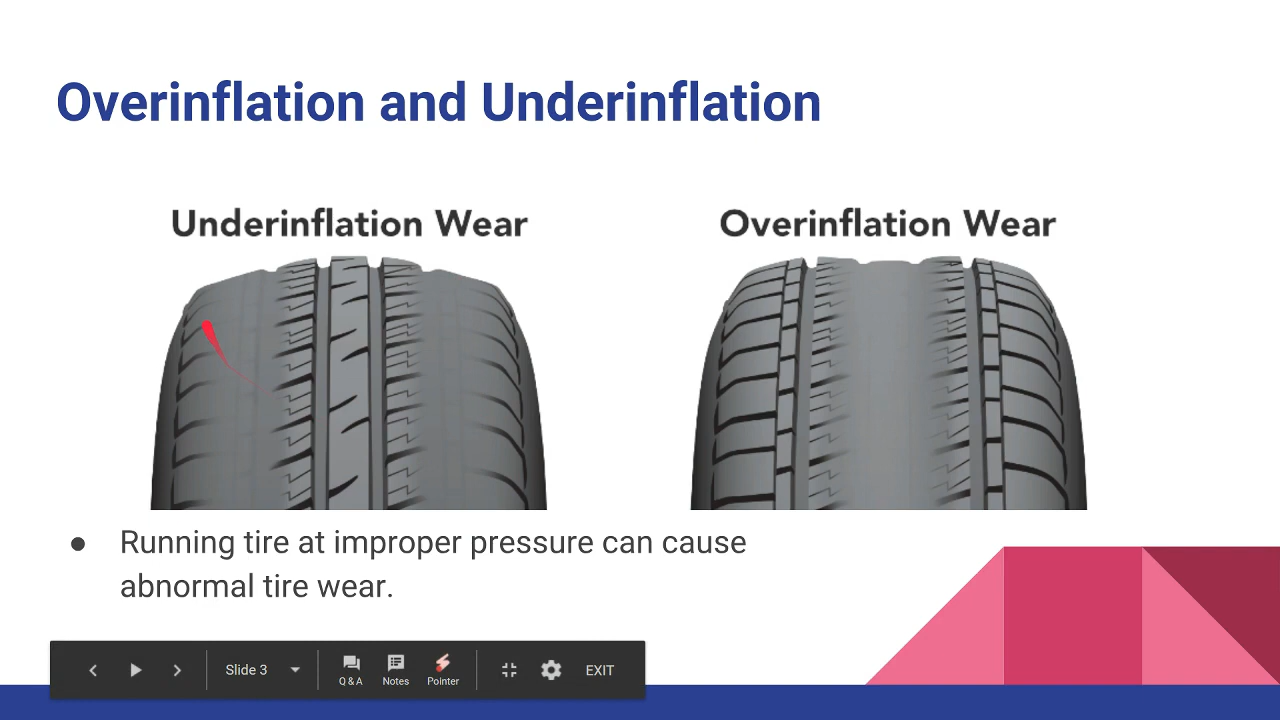 Overinflation and Underinflation
Underinflation Wear
Overinflation Wear
● Running tire at improper pressure can cause
abnormal tire wear.
Slide 3
Q & A
Notes
Pointer
EXIT